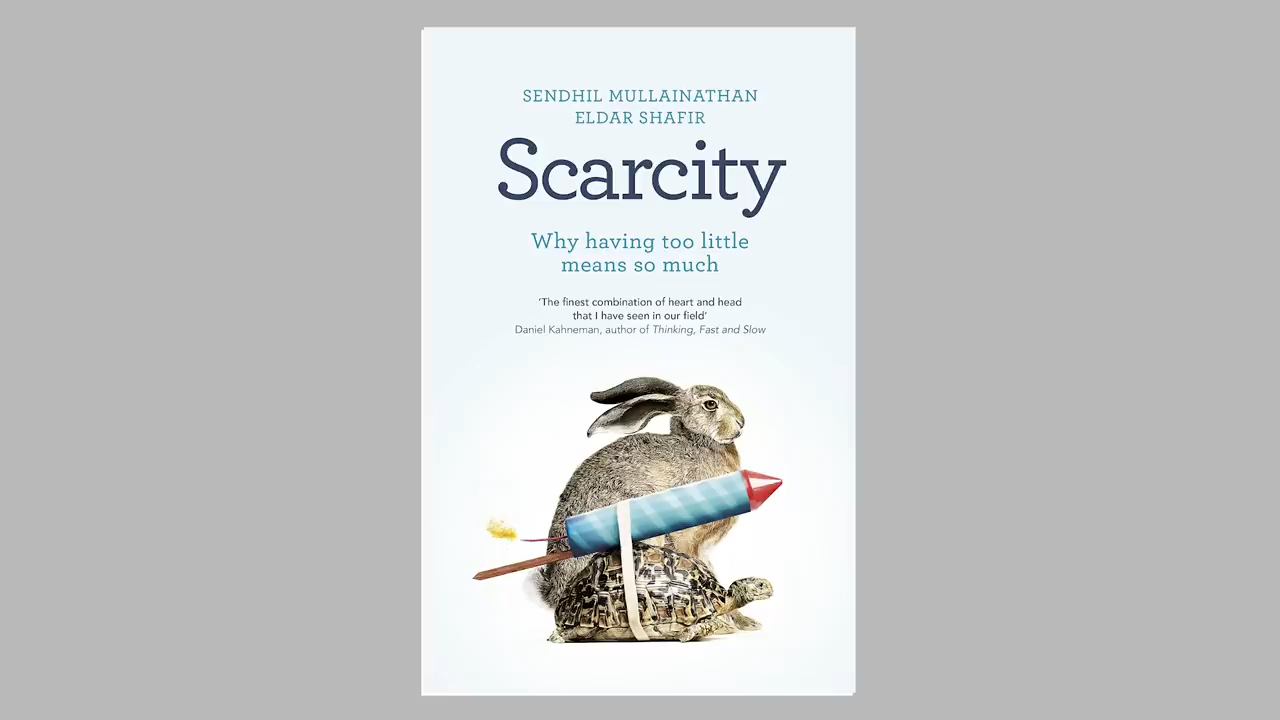 SENDHIL MULLAINATHAN
ELDAR SHAFIR
Scarcity
Why having too little
means so much
‘The finest combination of heart and head
that I have seen in our field’
Daniel Kahneman, author of Thinking, Fast and Slow